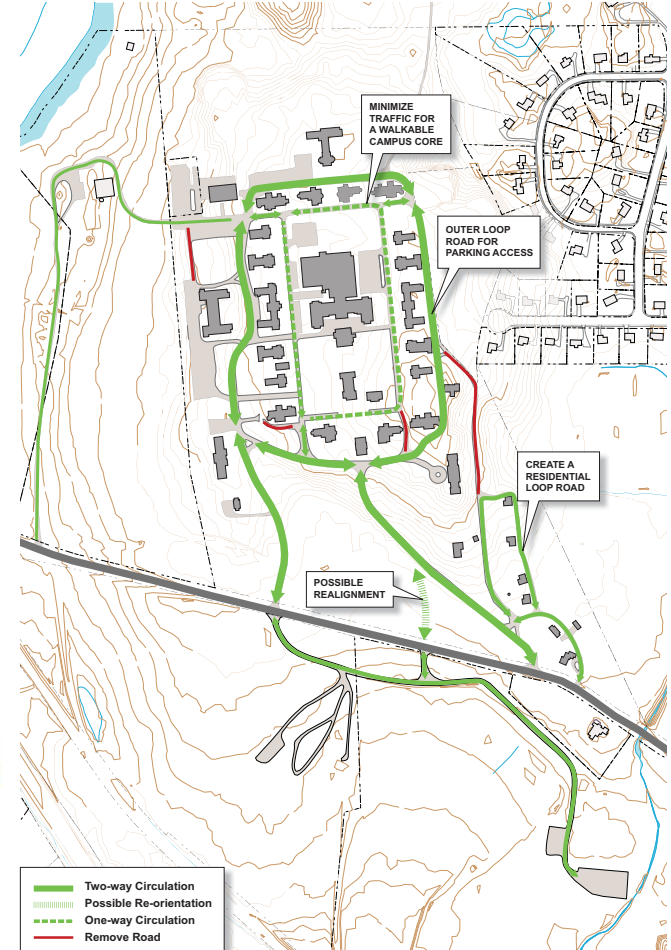 MINIMIZE
TRAFFIC FOR
A WALKABLE
CAMPUS CORE
OUTER LOOP
ROAD FOR
PARKING ACCESS
CREATE A
RESIDENTIAL
LOOP ROAD
POSSIBLE
REALIGNMENT
Two-way Circulation
Possible Re-orientation
One-way Circulation
Remove Road